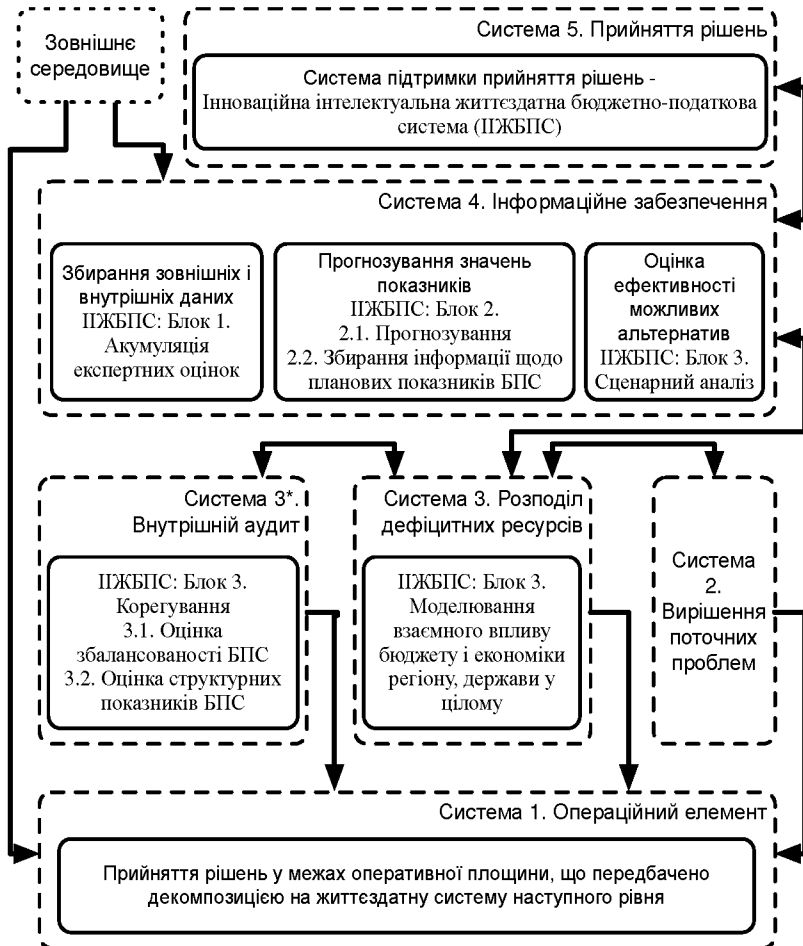 Зовнішнє
середовище
Система 5. Прийняття рішень
Система підтримки прийняття рішень -
Інноваційна інтелектуальна життєздатна бюджетно-податкова
система (ІІЖБПС)
Система 4. Інформаційне забезпечення
Збирання зовнішніх і
внутрішніх даних
ІІЖБПС: Блок 1.
Акумуляція
експертних оцінок
Прогнозування значень
показників
ІІЖБПС: Блок 2.
2.1. Прогнозування
2.2. Збирання інформації щодо
планових показників БПС
Оцінка
ефективності
можливих
альтернатив
ІІЖБПС: Блок 3.
Сценарний аналіз
Система 3*.
Внутрішній аудит
ІІЖБПС: Блок 3.
Корегування
3.1. Оцінка
збалансованості БПС
3.2. Оцінка структурних
показників БПС
Система 3. Розподіл
дефіцитних ресурсів
ІІЖБПС: Блок 3.
Моделювання
взаємного впливу
бюджету і економіки
регіону, держави у
цілому
Система
2.
Вирішення
поточних
проблем
Система 1. Операційний елемент
Прийняття рішень у межах оперативної площини, що передбачено
декомпозицією на життєздатну систему наступного рівня